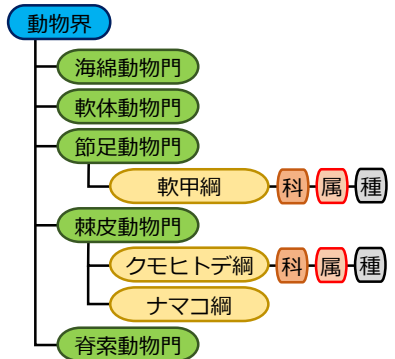 動物界
海綿動物門
軟体動物門
節足動物門
軟甲綱 科 属 種
棘皮動物門
クモヒトデ綱 科 属 種
ナマコ綱
脊索動物門